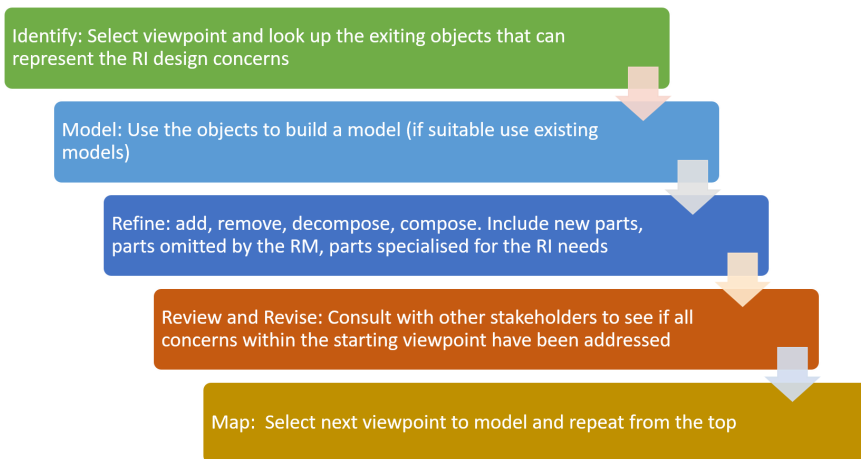 Identify: Select viewpoint and look up the exiting objects that can
represent the RI design concerns
Model: Use the objects to build a model (if suitable use existing
models)
Refine: add, remove, decompose, compose. Include new parts,
parts omitted by the RM, parts specialised for the RI needs
Review and Revise: Consult with other stakeholders to see if all
concerns within the starting viewpoint have been addressed
Map:  Select next viewpoint to model and repeat from the top